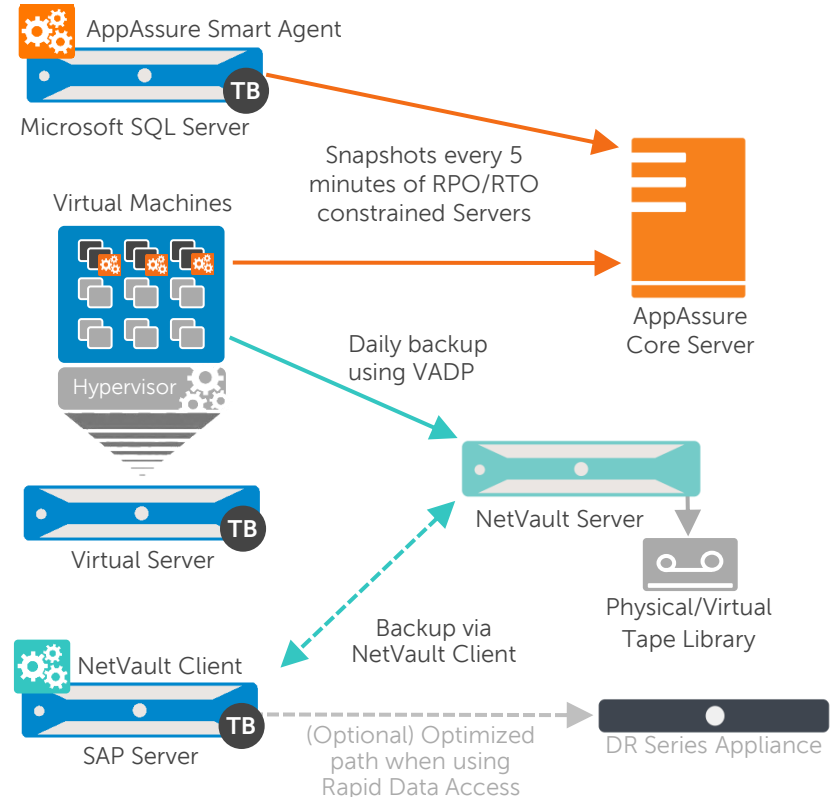 AppAssure Smart Agent
TB
Microsoft SQL Server
Snapshots every 5
minutes of RPO/RTO
constrained Servers
Virtual Machines
AppAssure
Core Server
Daily backup
using VADP
Hypervisor
NetVault Server
TB
Virtual Server
Physical/Virtual
Tape Library
Backup via
NetVault Client
NetVault Client
TB
SAP Server
(Optional) Optimized
path when using
Rapid Data Access
DR Series Appliance